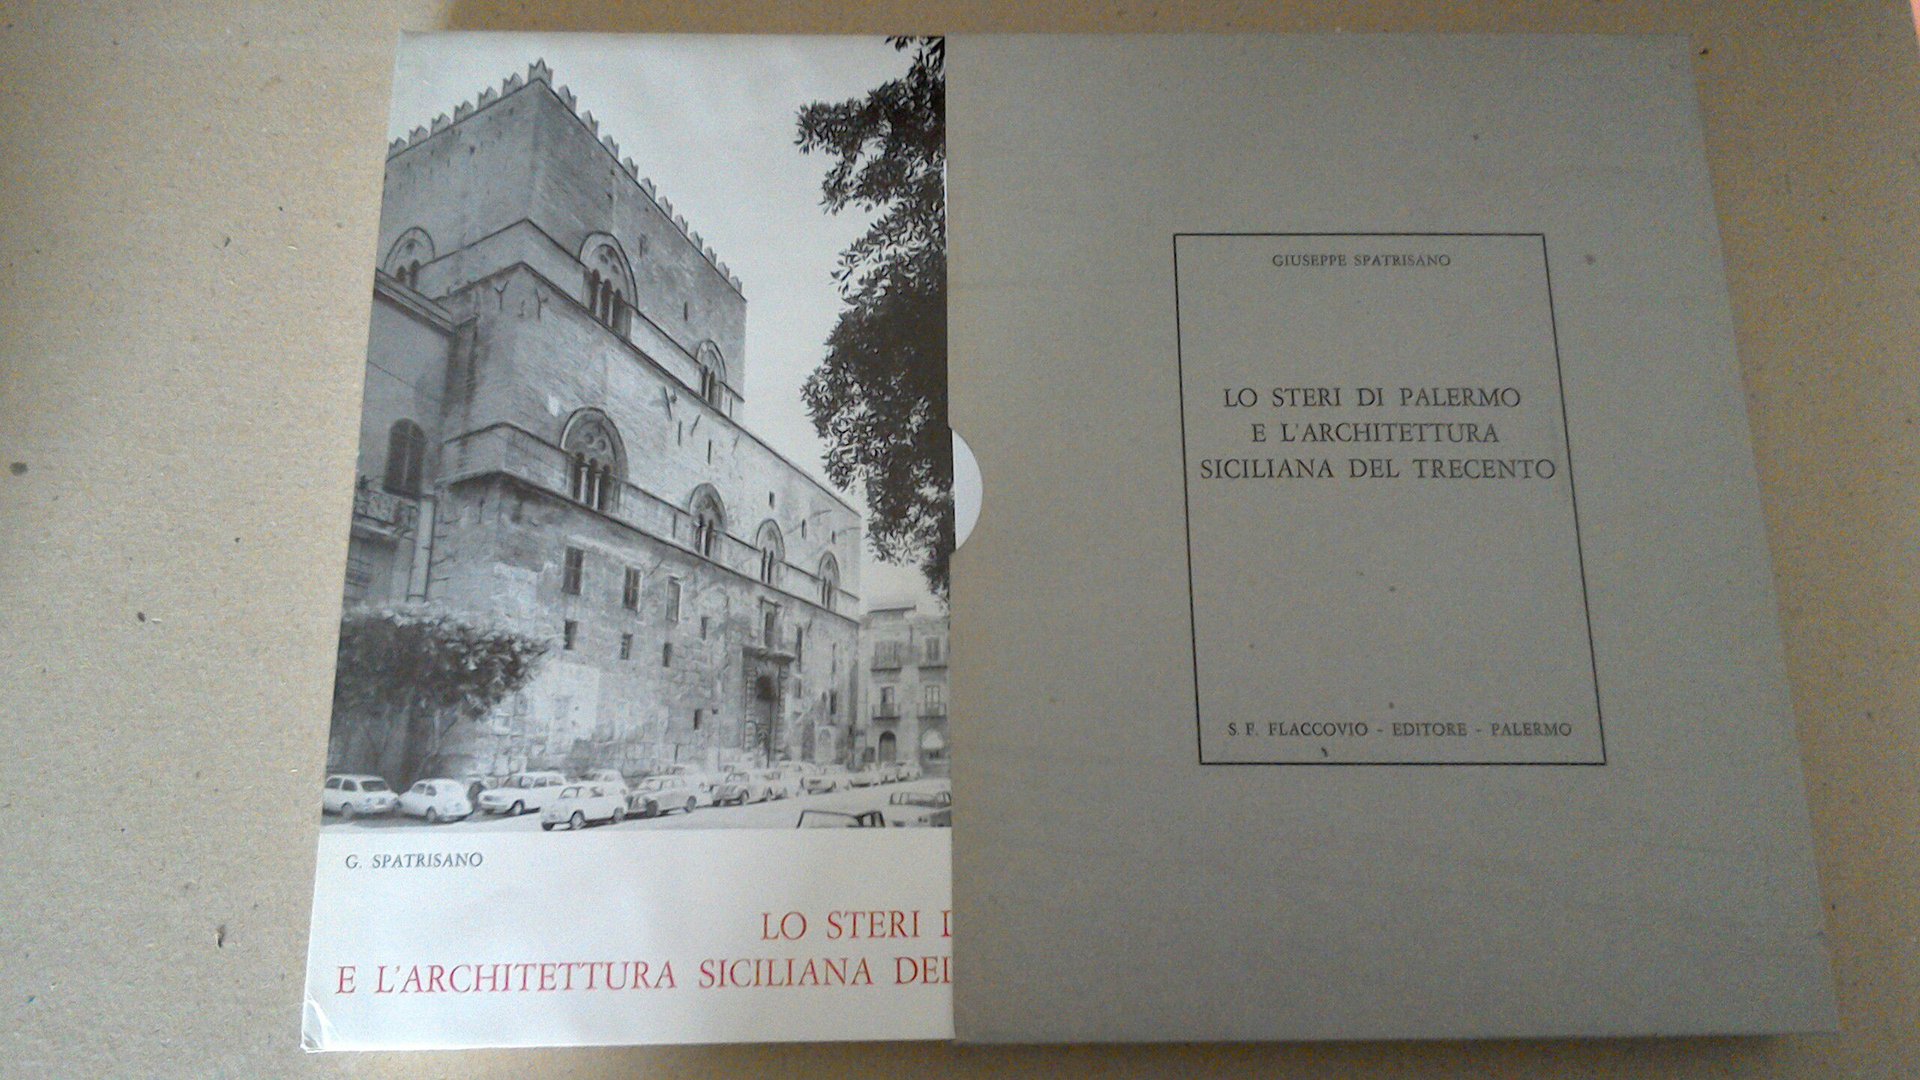 G. SPATRISANO
LO STERI
E L'ARCHITETTURA SICILIANA DEL
GIUSEPPE SPATRISANO
LO STERI DI PALERMO
E L'ARCHITETTURA
SICILIANA DEL TRECENTO
S. F. FLACCOVIO - EDITORE - PALERMO